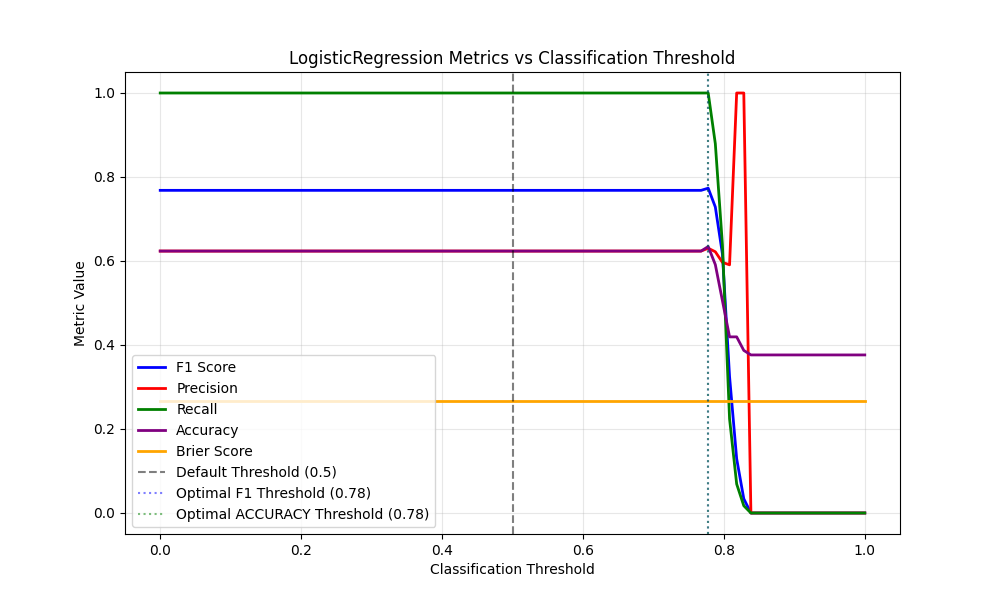 LogisticRegression Metrics vs Classification Threshold
Metric Value
1.0
0.8
0.6
0.4
0.2
0.0
F1 Score
Precision
Recall
Accuracy
Brier Score
Default Threshold (0.5)
Optimal F1 Threshold (0.78)
Optimal ACCURACY Threshold (0.78)
0.0 0.2 0.4 0.6 0.8 1.0
Classification Threshold